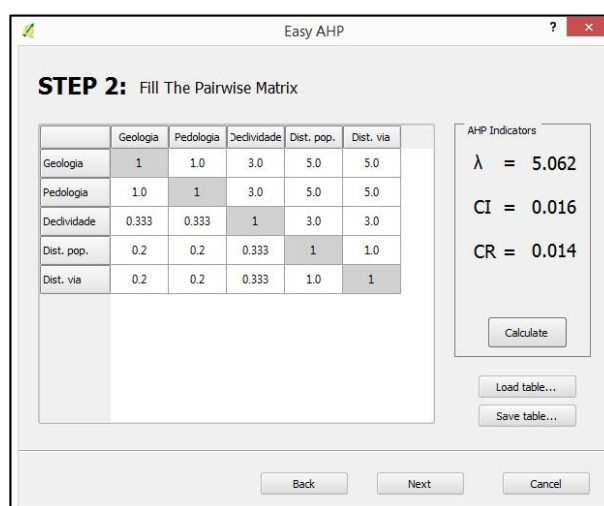 Easy AHP ? ×
STEP 2: Fill The Pairwise Matrix
Geologia Pedologia Declividade Dist. pop. Dist. via
Geologia 1 1.0 3.0 5.0 5.0
Pedologia 1.0 1 3.0 5.0 5.0
Declividade 0.333 0.333 1 3.0 3.0
Dist. pop. 0.2 0.2 0.333 1 1.0
Dist. via 0.2 0.2 0.333 1.0 1
AHP Indicators
λ = 5.062
CI = 0.016
CR = 0.014
Calculate
Load table...
Save table...
Back Next Cancel